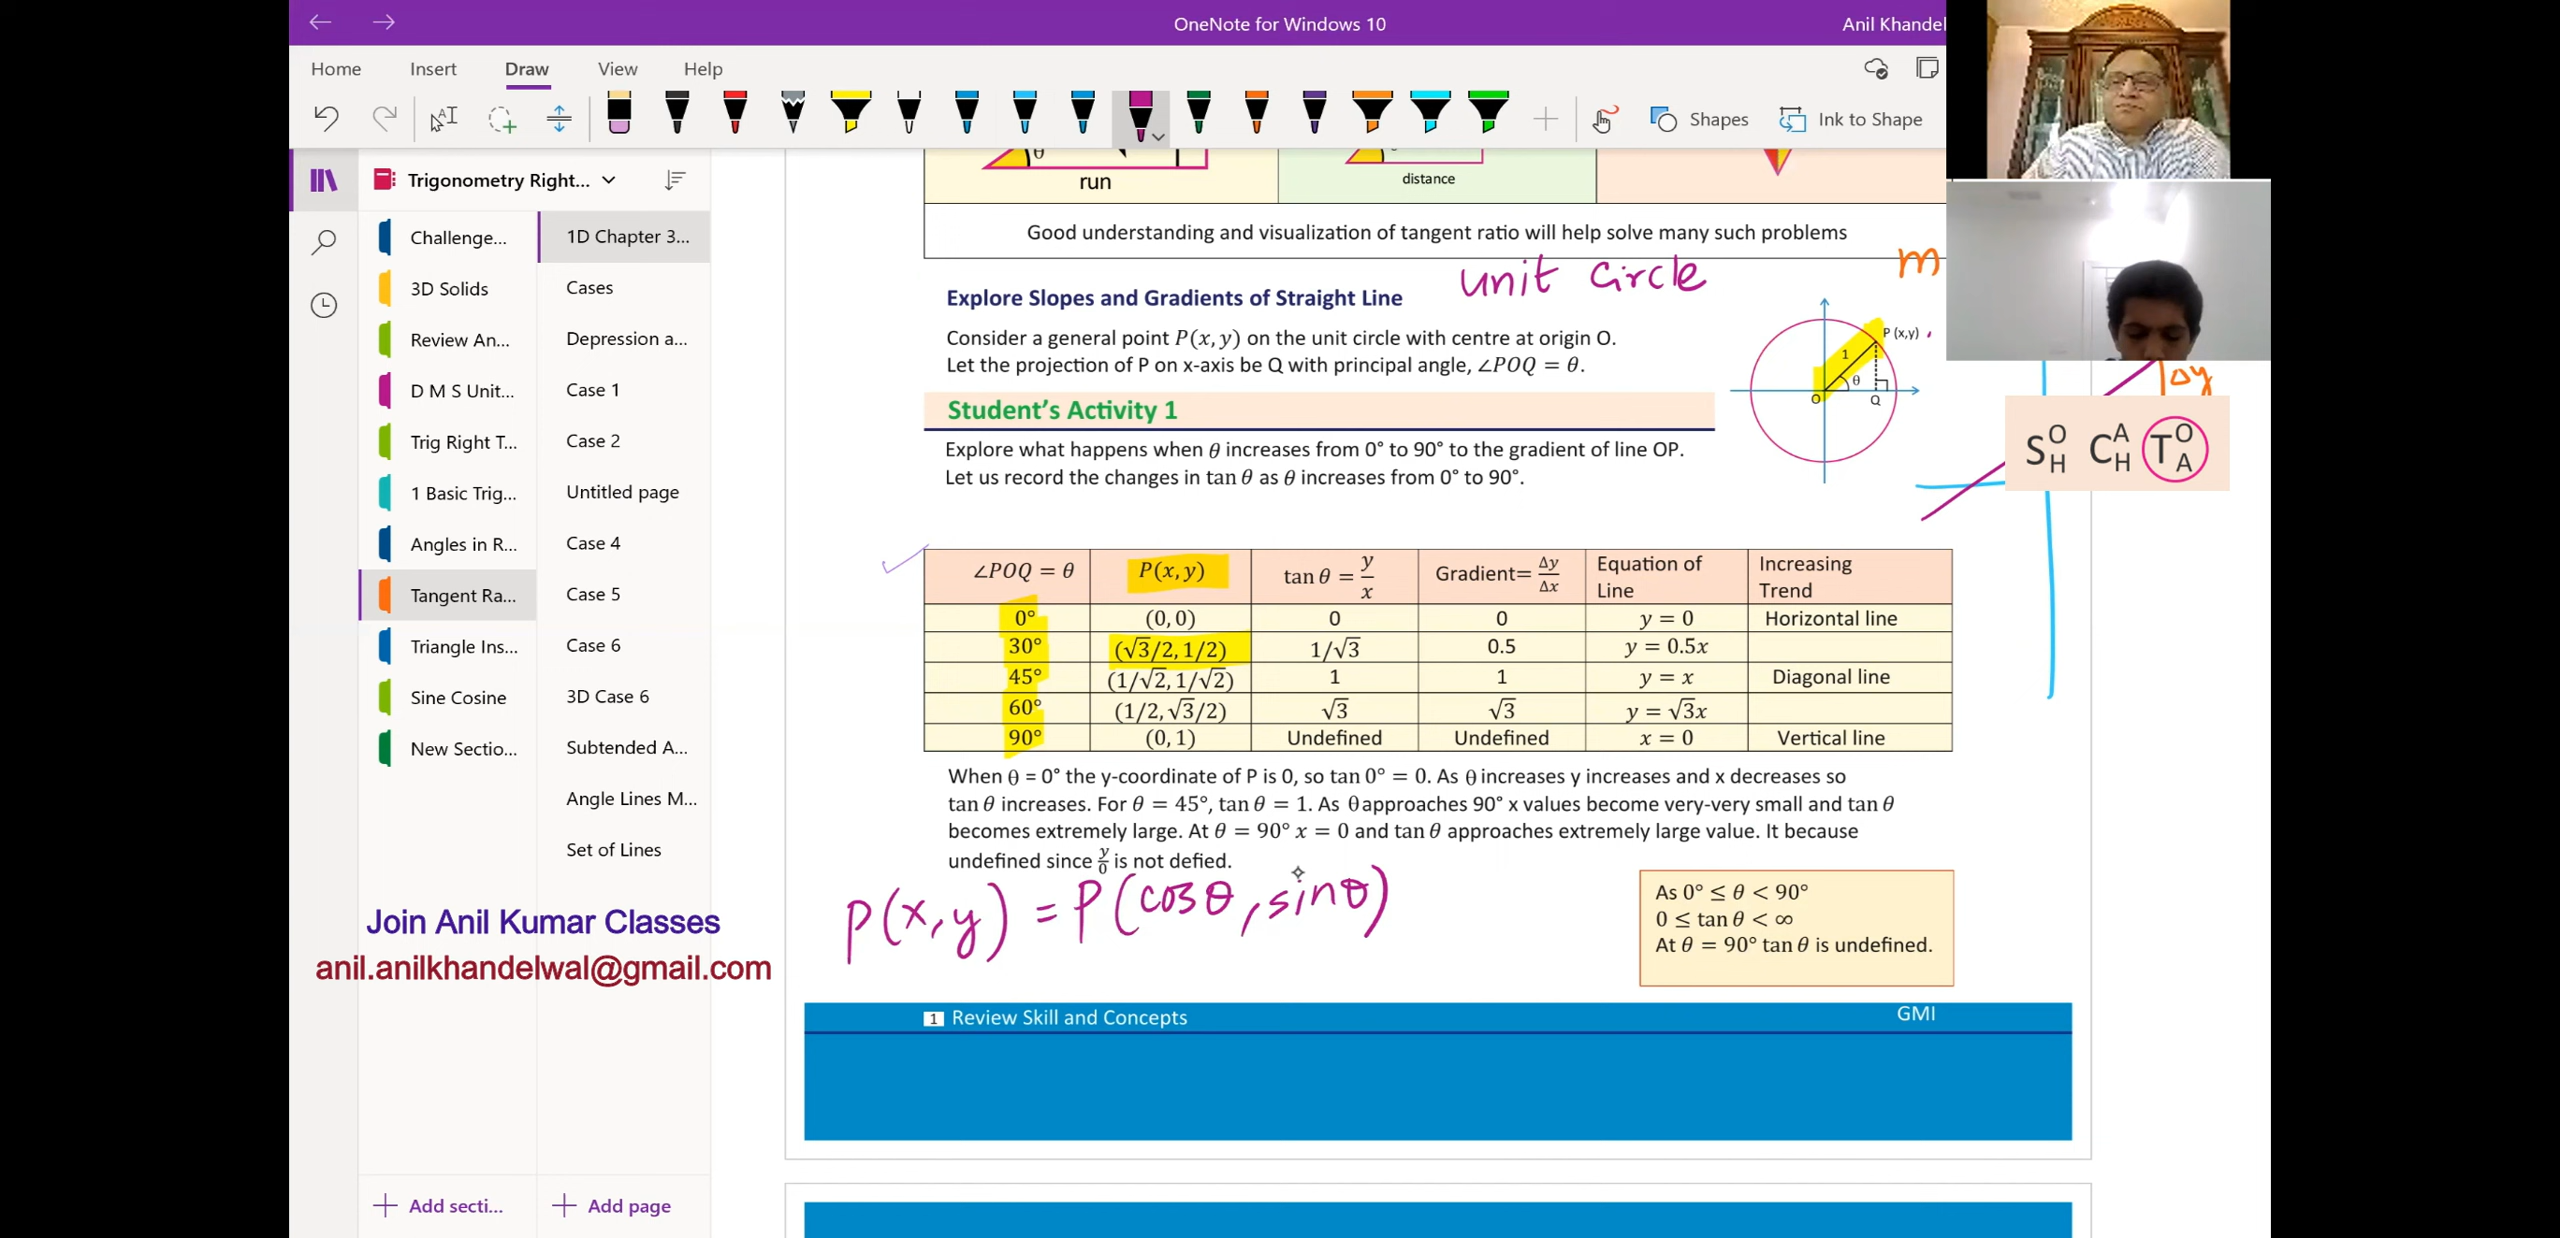 OneNote for Windows 10
Anil Khandel
Home Insert Draw View Help
Shapes Ink to Shape
Trigonometry Right...
Challenge...
3D Solids
Review An...
D M S Unit...
Trig Right T...
1 Basic Trig...
Angles in R...
Tangent Ra...
Triangle Ins...
Sine Cosine
New Sectio...
Add secti...
1D Chapter 3...
Cases
Depression a...
Case 1
Case 2
Untitled page
Case 4
Case 5
Case 6
3D Case 6
Subtended A...
Angle Lines M...
Set of Lines
Add page
Join Anil Kumar Classes
anil.anilkhandelwal@gmail.com
θ
run
distance
Good understanding and visualization of tangent ratio will help solve many such problems
unit Circle
m
Explore Slopes and Gradients of Straight Line
Consider a general point P(x, y) on the unit circle with centre at origin O.
Let the projection of P on x-axis be Q with principal angle, ∠POQ = θ.
P (x,y)
1
θ
O
Q
Δy
S O/H C A/H T O/A
Student's Activity 1
Explore what happens when θ increases from 0° to 90° to the gradient of line OP.
Let us record the changes in tan θ as θ increases from 0° to 90°.
∠POQ = θ P(x, y) tan θ = y/x Gradient= Δy/Δx Equation of Line Increasing Trend
0° (0, 0) 0 0 y = 0 Horizontal line
30° (√3/2, 1/2) 1/√3 0.5 y = 0.5x
45° (1/√2, 1/√2) 1 1 y = x Diagonal line
60° (1/2, √3/2) √3 √3 y = √3x
90° (0, 1) Undefined Undefined x = 0 Vertical line
When θ = 0° the y-coordinate of P is 0, so tan 0° = 0. As θ increases y increases and x decreases so
tan θ increases. For θ = 45°, tan θ = 1. As θ approaches 90° x values become very-very small and tan θ
becomes extremely large. At θ = 90° x = 0 and tan θ approaches extremely large value. It because
undefined since y/0 is not defied.
P(x, y) = P(cosθ, sinθ)
As 0° ≤ θ < 90°
0 ≤ tan θ < ∞
At θ = 90° tan θ is undefined.
1 Review Skill and Concepts
GMI